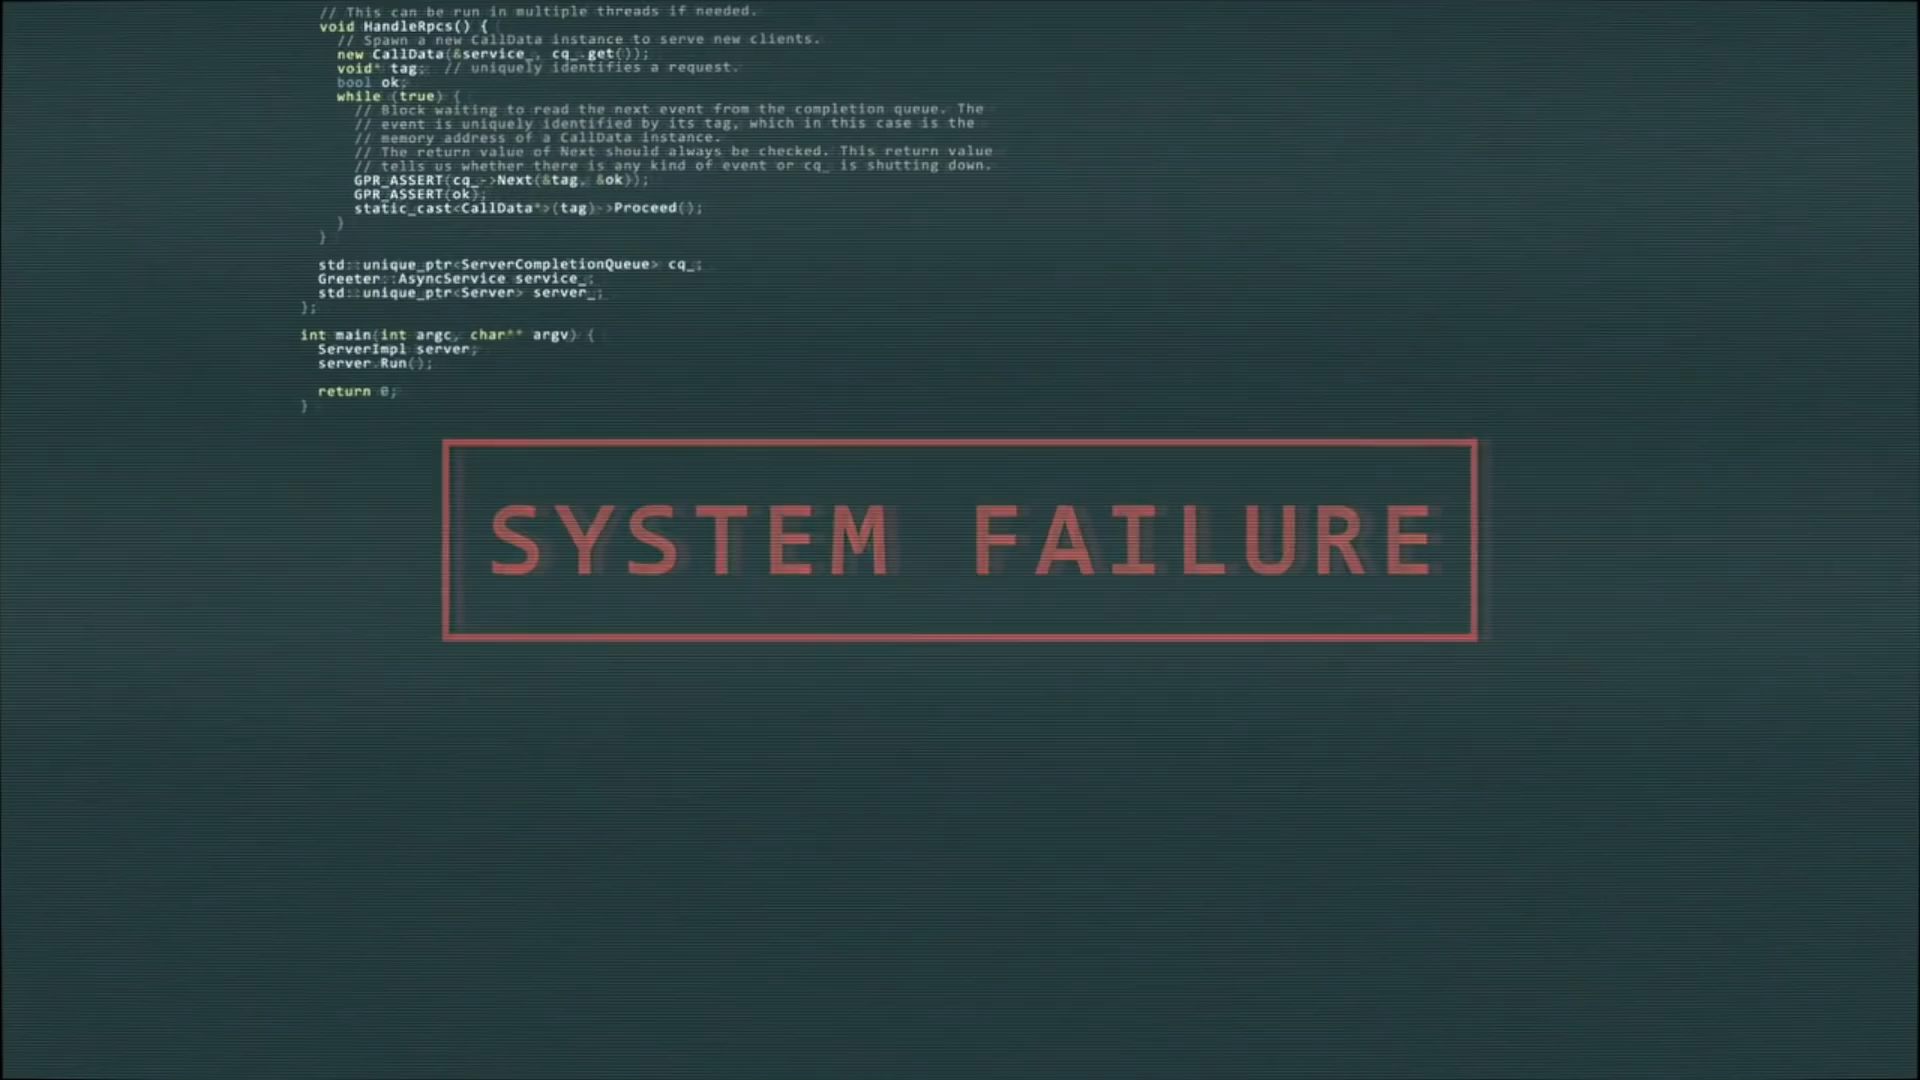 // This can be run in multiple threads if needed.
void HandleRpcs() {
// Spawn a new CallData instance to serve new clients.
new CallData(&service_, cq_.get());
void* tag;  // uniquely identifies a request.
bool ok;
while (true) {
// Block waiting to read the next event from the completion queue. The
// event is uniquely identified by its tag, which in this case is the
// memory address of a CallData instance.
// The return value of Next should always be checked. This return value
// tells us whether there is any kind of event or cq_ is shutting down.
GPR_ASSERT(cq_->Next(&tag, &ok));
GPR_ASSERT(ok);
static_cast<CallData*>(tag)->Proceed();
}
}
std::unique_ptr<ServerCompletionQueue> cq_;
Greeter::AsyncService service_;
std::unique_ptr<Server> server_;
};
int main(int argc, char** argv) {
ServerImpl server;
server.Run();
return 0;
}
SYSTEM FAILURE